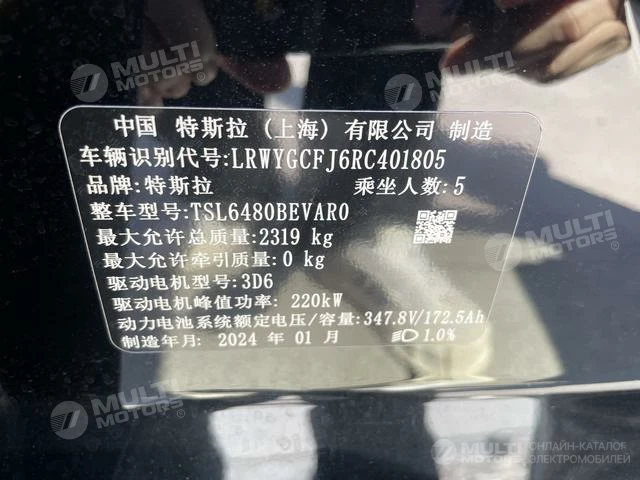 中国 特斯拉（上海）有限公司 制造
车辆识别代号:LRWYGCFJ6RC401805
品牌:特斯拉 乘坐人数:5
整车型号:TSL6480BEVAR0
最大允许总质量:2319 kg
最大允许牵引质量:0 kg
驱动电机型号:3D6
驱动电机峰值功率: 220kW
动力电池系统额定电压/容量:347.8V/172.5Ah
制造年月: 2024 年 01 月 1.0%
MULTI MOTORS®
MULTI MOTORS®
MULTI MOTORS®
MULTI MOTORS
ОНЛАЙН-КАТАЛОГ
ЭЛЕКТРОМОБИЛЕЙ